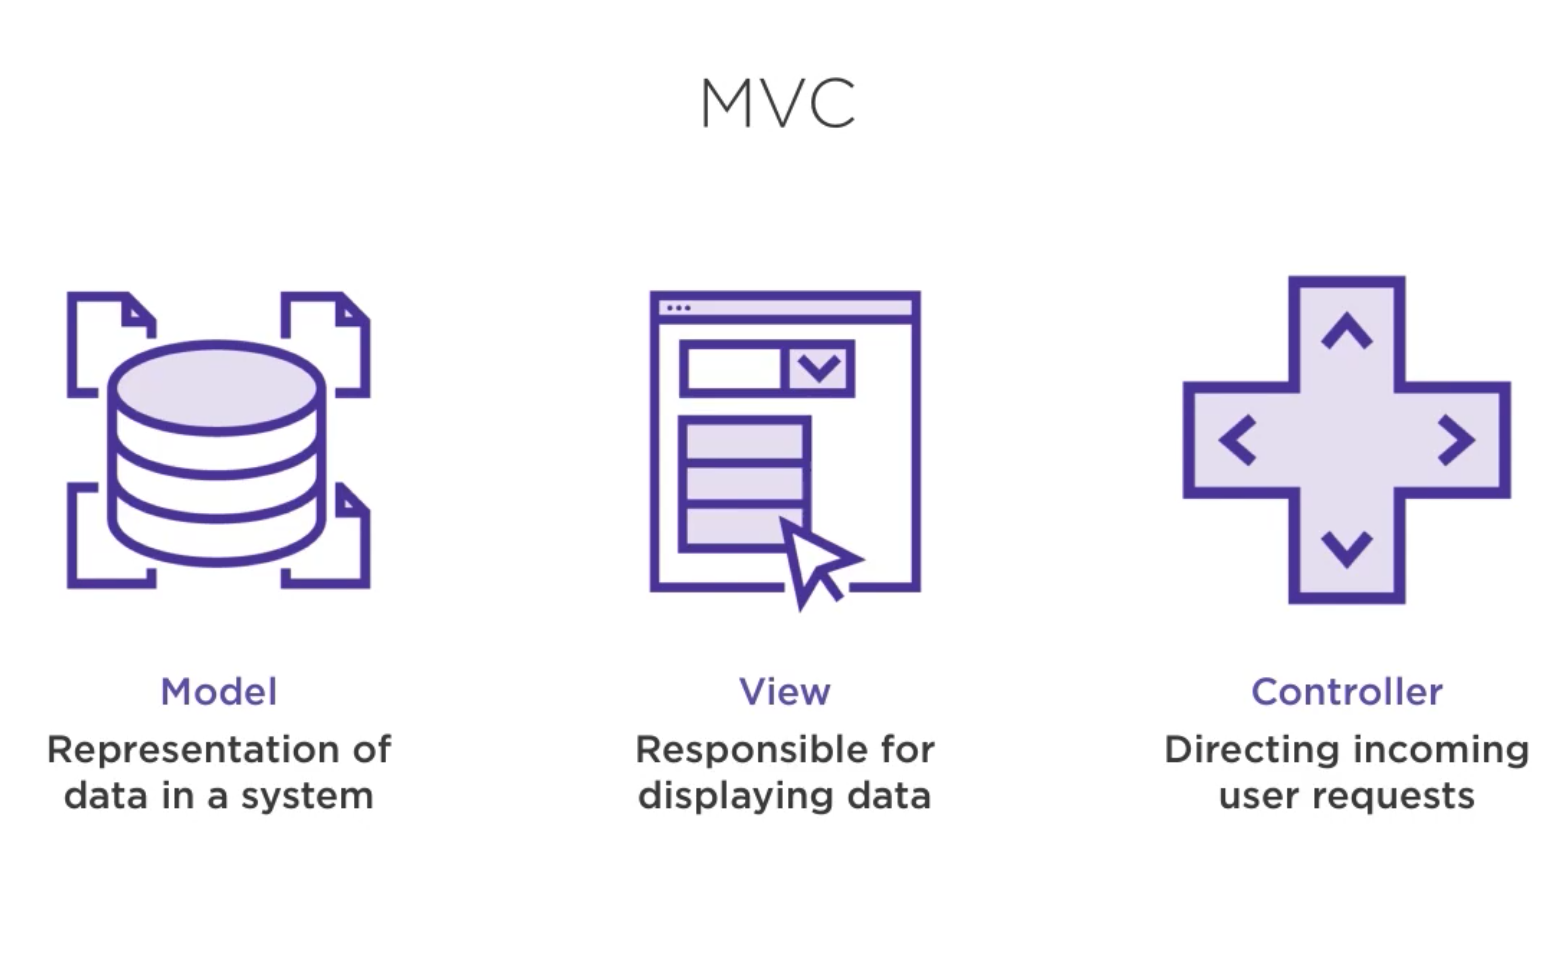 MVC
Model
Representation of
data in a system
View
Responsible for
displaying data
Controller
Directing incoming
user requests